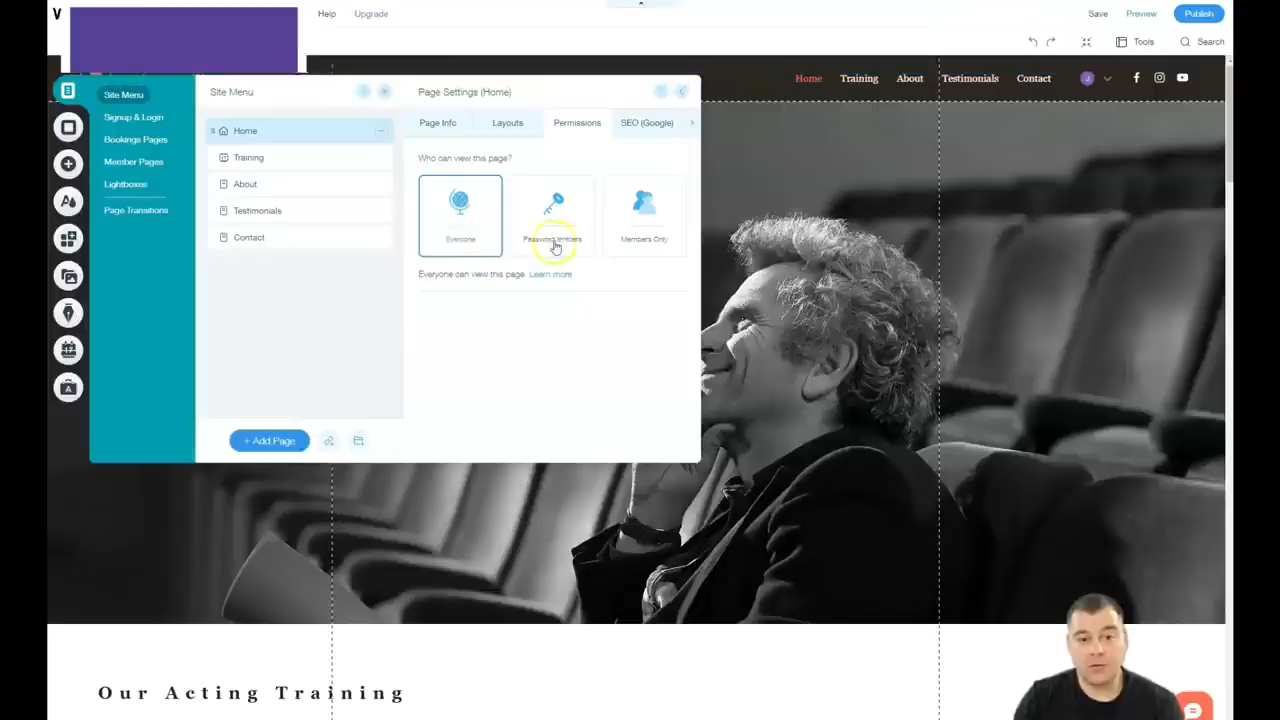 Help
Upgrade
Save
Preview
Publish
Tools
Search
Home
Training
About
Testimonials
Contact
J
Site Menu
Signup & Login
Bookings Pages
Member Pages
Lightboxes
Page Transitions
Site Menu
Home
Training
About
Testimonials
Contact
+ Add Page
Page Settings (Home)
Page Info
Layouts
Permissions
SEO (Google)
Who can view this page?
Everyone
Password Holders
Members Only
Everyone can view this page Learn more
Our Acting Training